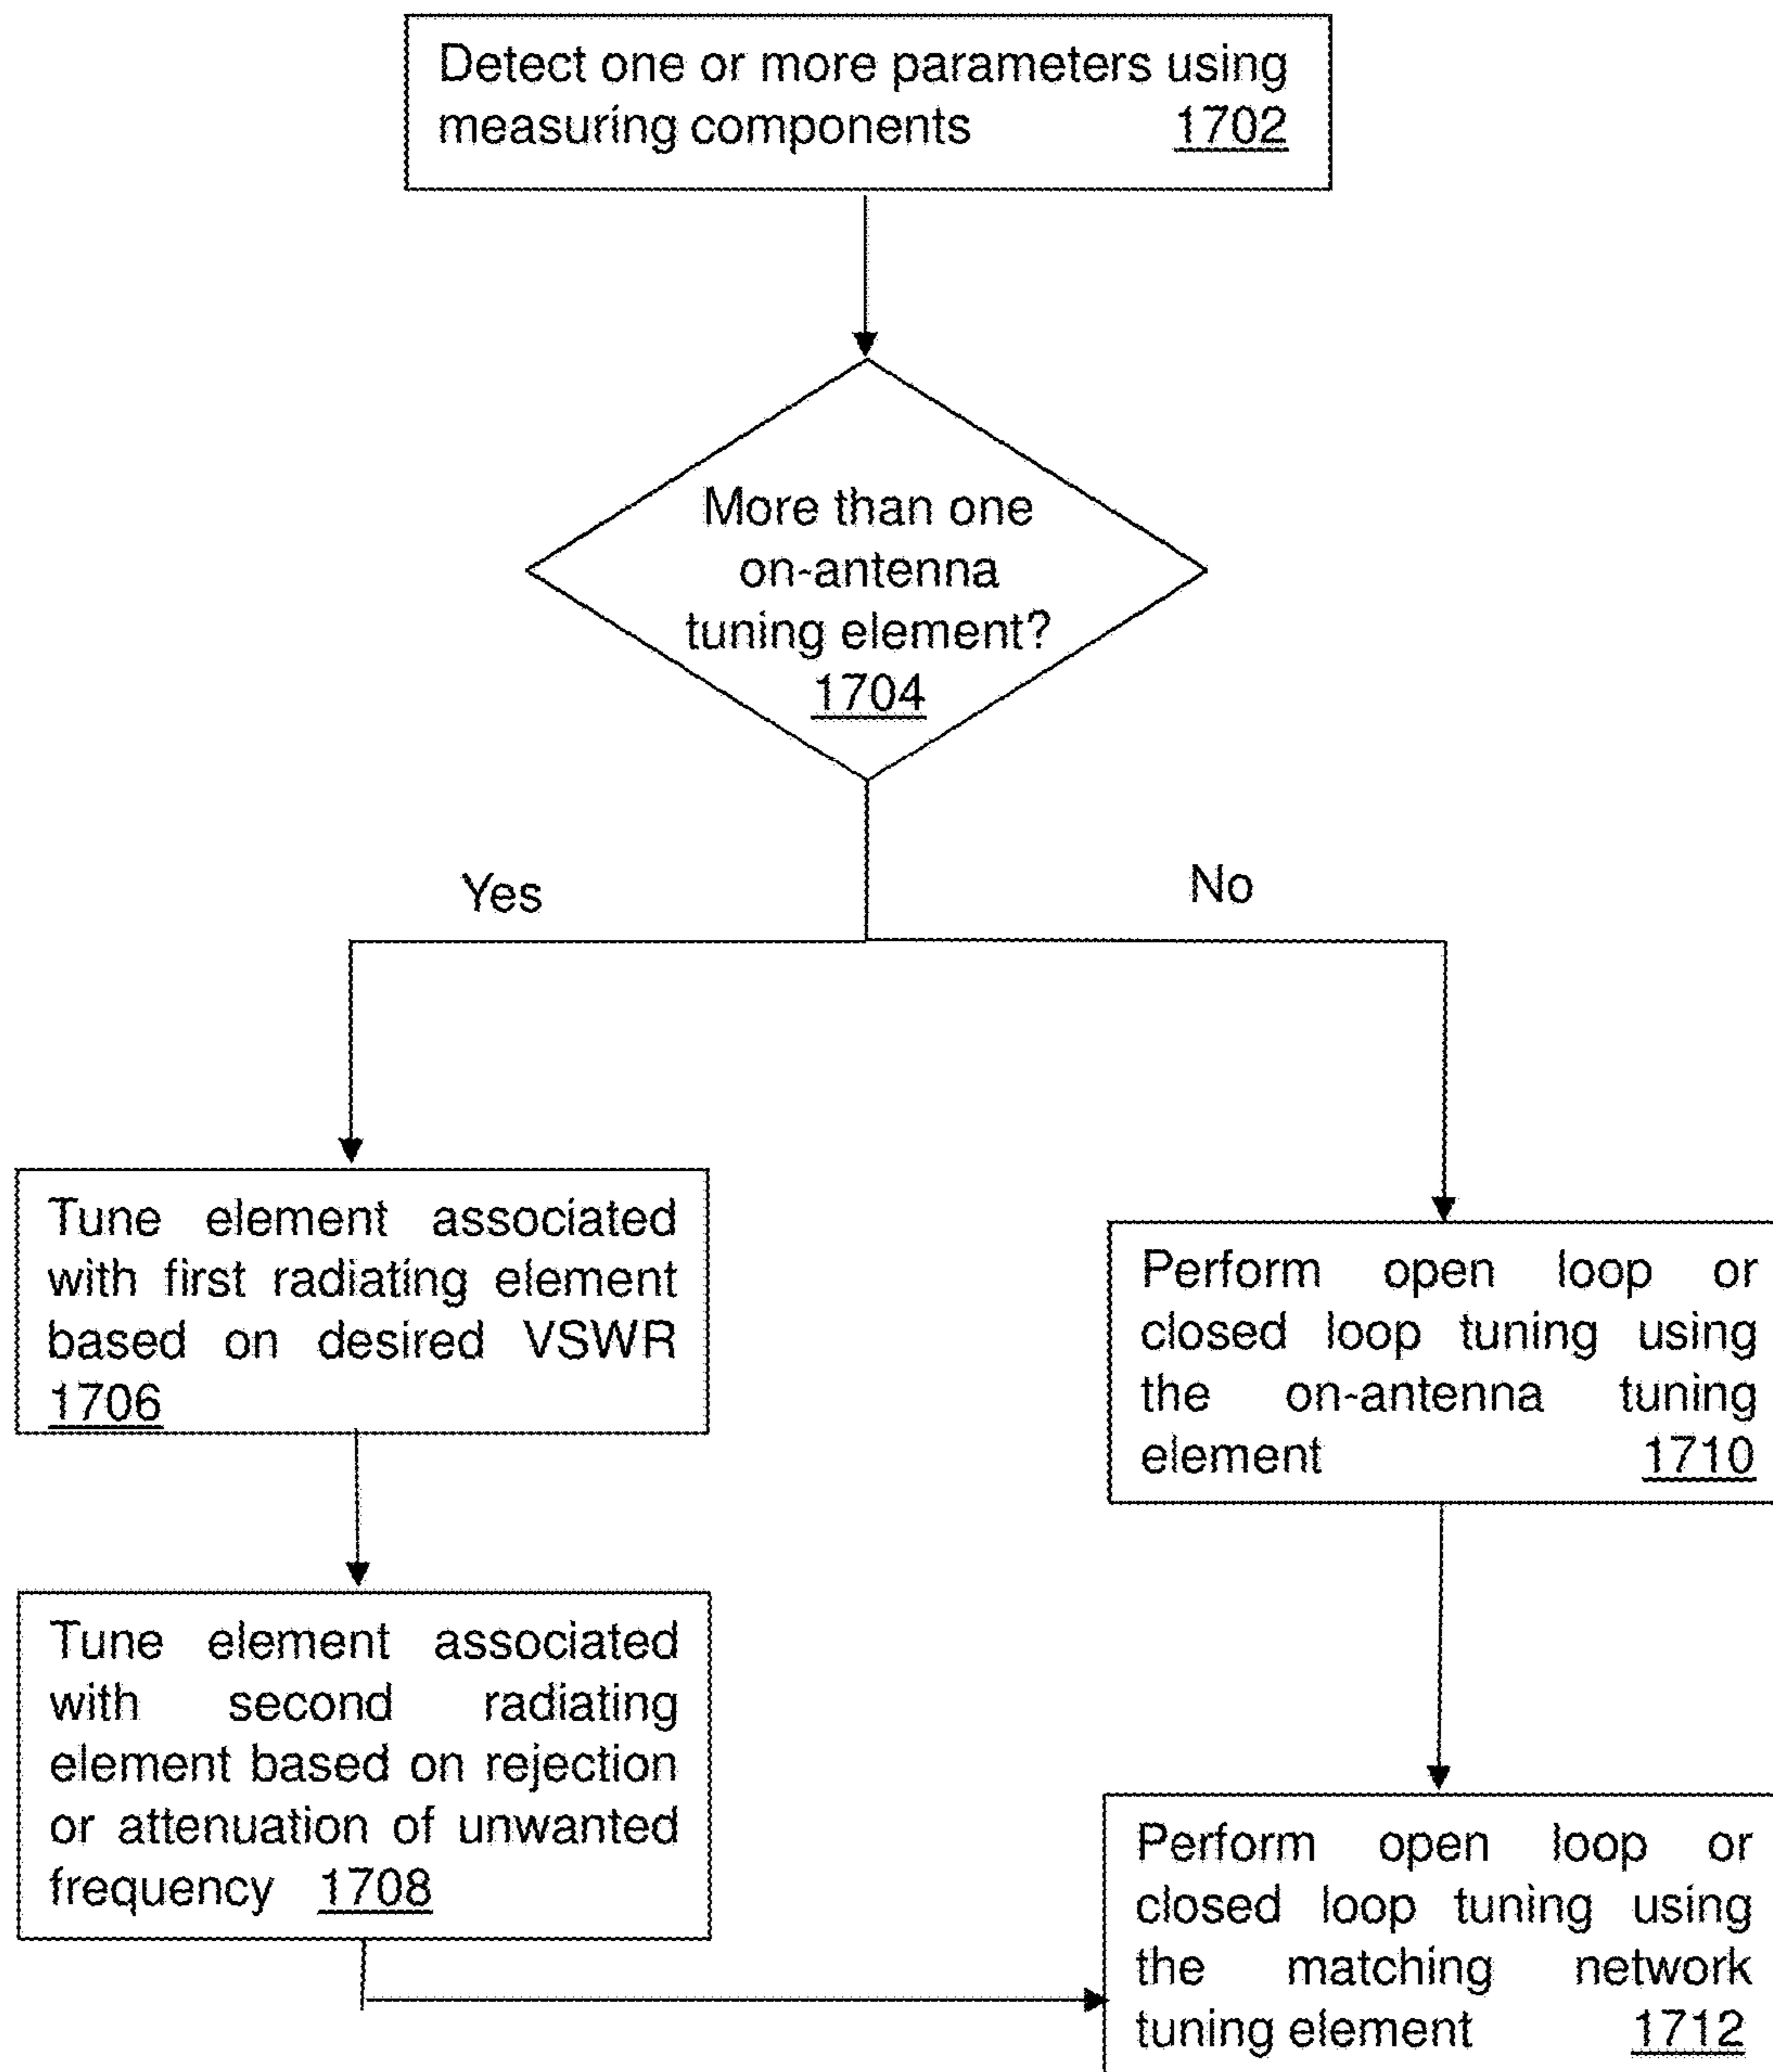 Detect one or more parameters using
measuring components 1702
More than one
on-antenna
tuning element?
1704
Yes
No
Tune element associated
with first radiating element
based on desired VSWR
1706
Perform open loop or
closed loop tuning using
the on-antenna tuning
element 1710
Tune element associated
with second radiating
element based on rejection
or attenuation of unwanted
frequency 1708
Perform open loop or
closed loop tuning using
the matching network
tuning element 1712